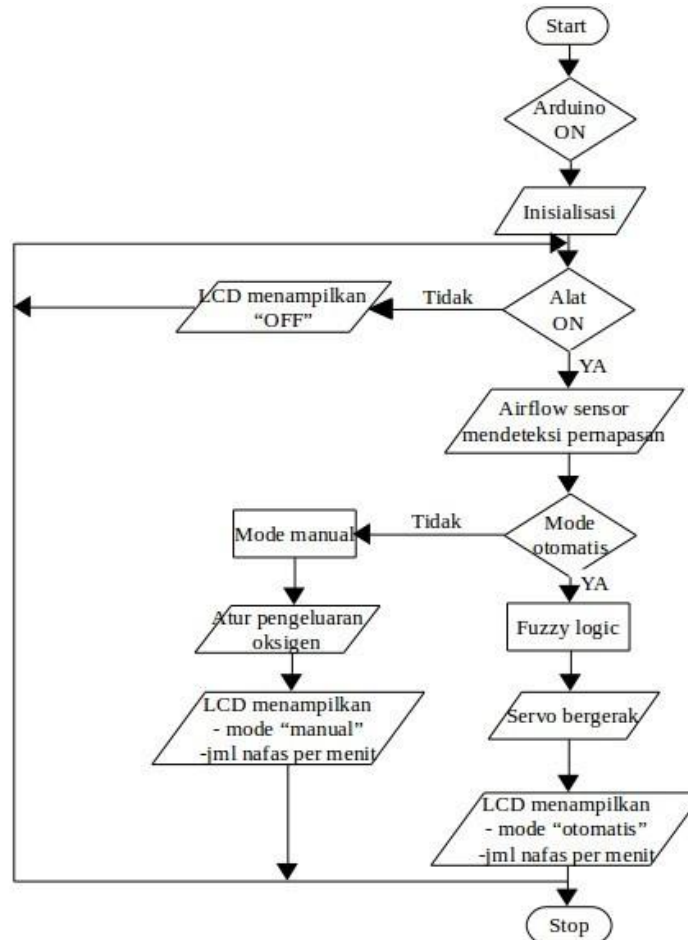 Start
Arduino
ON
Inisialisasi
LCD menampilkan
“OFF”
Tidak
Alat
ON
YA
Airflow sensor
mendeteksi pernapasan
Mode manual
Tidak
Mode
otomatis
YA
Atur pengeluaran
oksigen
Fuzzy logic
LCD menampilkan
- mode “manual”
-jml nafas per menit
Servo bergerak
LCD menampilkan
- mode “otomatis”
-jml nafas per menit
Stop